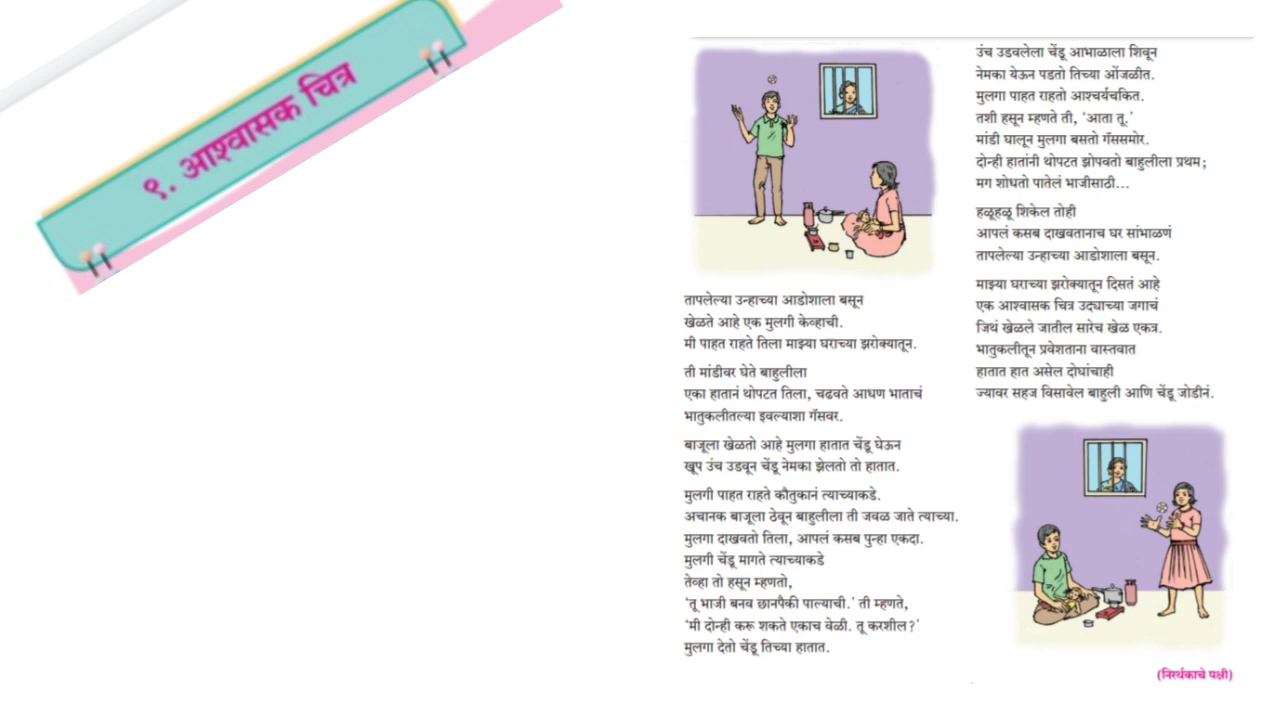 ९. आश्वासक चित्र
तापलेल्या उन्हाच्या आडोशाला बसून
खेळते आहे एक मुलगी केव्हाची.
मी पाहत राहते तिला माझ्या घराच्या झरोक्यातून.
ती मांडीवर घेते बाहुलीला
एका हातानं थोपटत तिला, चढवते आधण भाताचं
भातुकलीतल्या इवल्याशा गॅसवर.
बाजूला खेळतो आहे मुलगा हातात चेंडू घेऊन
खूप उंच उडवून चेंडू नेमका झेलतो तो हातात.
मुलगी पाहत राहते कौतुकानं त्याच्याकडे.
अचानक बाजूला ठेवून बाहुलीला ती जवळ जाते त्याच्या.
मुलगा दाखवतो तिला, आपलं कसब पुन्हा एकदा.
मुलगी चेंडू मागते त्याच्याकडे
तेव्हा तो हसून म्हणतो,
‘तू भाजी बनव छानपैकी पाल्याची.’ ती म्हणते,
‘मी दोन्ही करू शकते एकाच वेळी. तू करशील?’
मुलगा देतो चेंडू तिच्या हातात.
उंच उडवलेला चेंडू आभाळाला शिवून
नेमका येऊन पडतो तिच्या ओंजळीत.
मुलगा पाहत राहतो आश्चर्यचकित.
तशी हसून म्हणते ती, ‘आता तू.’
मांडी घालून मुलगा बसतो गॅससमोर.
दोन्ही हातांनी थोपटत झोपवतो बाहुलीला प्रथम;
मग शोधतो पातेलं भाजीसाठी...
हळूहळू शिकेल तोही
आपलं कसब दाखवतानाच घर सांभाळणं
तापलेल्या उन्हाच्या आडोशाला बसून.
माझ्या घराच्या झरोक्यातून दिसतं आहे
एक आश्वासक चित्र उद्याच्या जगाचं
जिथं खेळले जातील सारेच खेळ एकत्र.
भातुकलीतून प्रवेशताना वास्तवात
हातात हात असेल दोघांचाही
ज्यावर सहज विसावेल बाहुली आणि चेंडू जोडीनं.
(निरर्थकाचे पक्षी)